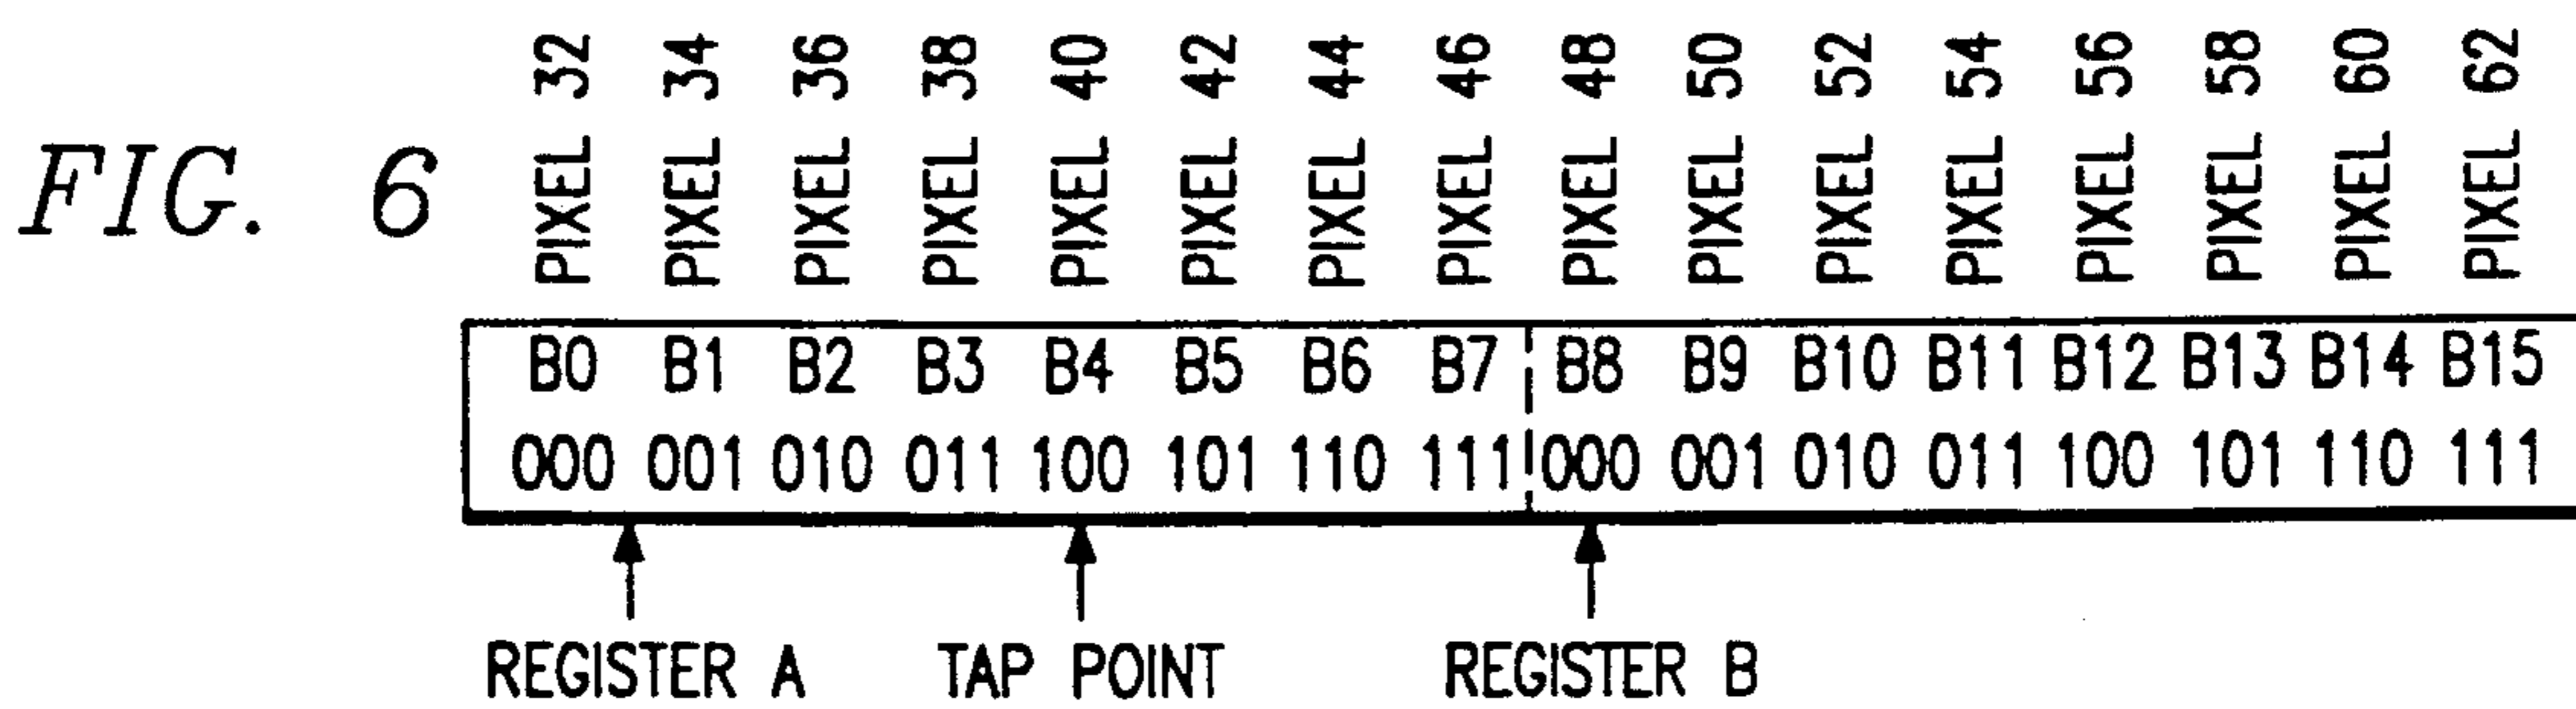 FIG. 6
PIXEL 32 PIXEL 34 PIXEL 36 PIXEL 38 PIXEL 40 PIXEL 42 PIXEL 44 PIXEL 46 PIXEL 48 PIXEL 50 PIXEL 52 PIXEL 54 PIXEL 56 PIXEL 58 PIXEL 60 PIXEL 62
B0 B1 B2 B3 B4 B5 B6 B7 B8 B9 B10 B11 B12 B13 B14 B15
000 001 010 011 100 101 110 111 000 001 010 011 100 101 110 111
REGISTER A TAP POINT REGISTER B